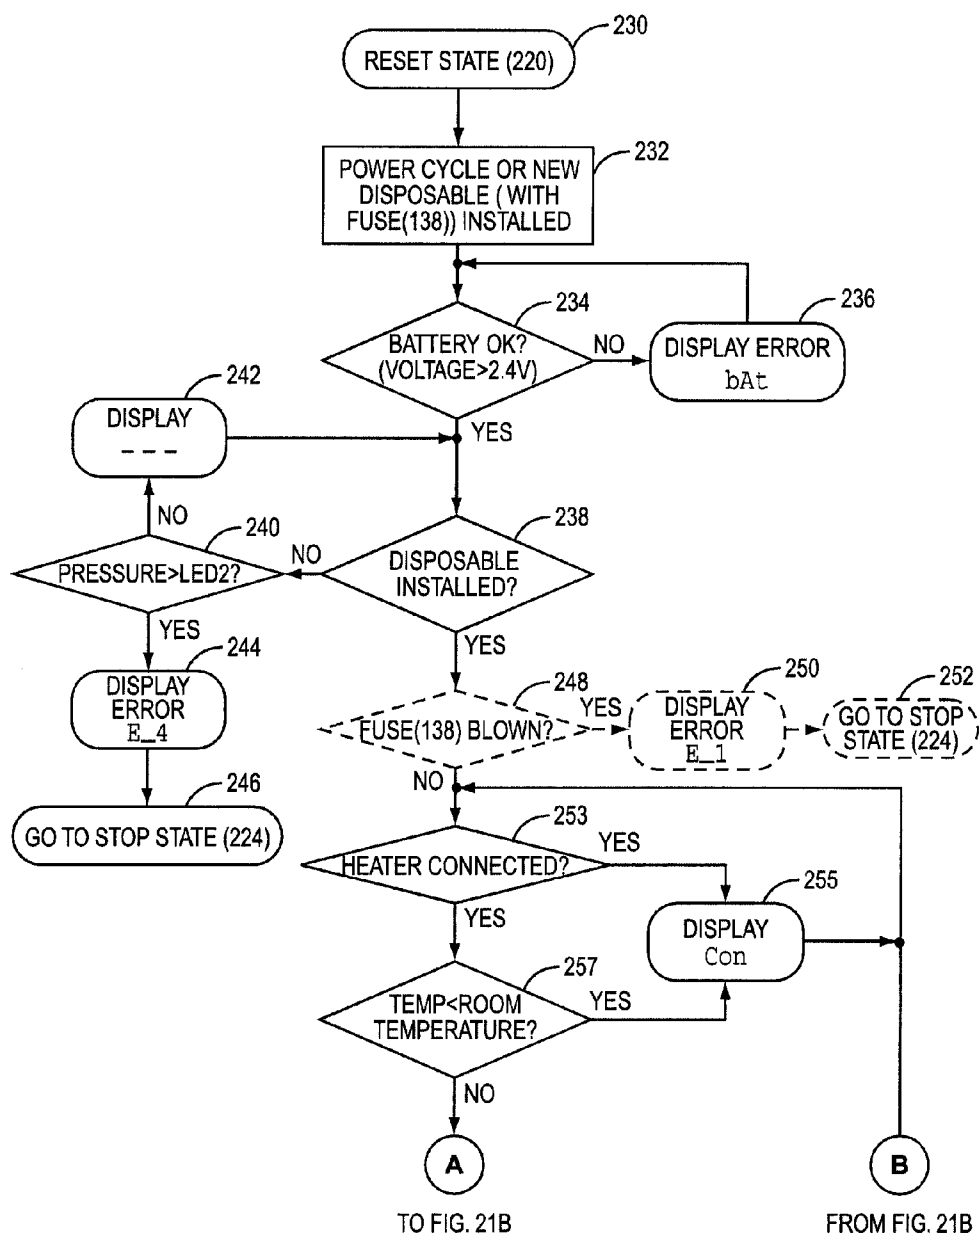 230
RESET STATE (220)
232
POWER CYCLE OR NEW
DISPOSABLE ( WITH
FUSE(138)) INSTALLED
234
BATTERY OK?
(VOLTAGE>2.4V)
NO
236
DISPLAY ERROR
bAt
YES
242
DISPLAY
– – –
NO
240
PRESSURE>LED2?
NO
238
DISPOSABLE
INSTALLED?
YES
244
DISPLAY
ERROR
E_4
246
GO TO STOP STATE (224)
YES
248
FUSE(138) BLOWN?
YES
250
DISPLAY
ERROR
E_1
252
GO TO STOP
STATE (224)
NO
253
HEATER CONNECTED?
YES
YES
255
DISPLAY
Con
257
TEMP<ROOM
TEMPERATURE?
YES
NO
A
TO FIG. 21B
B
FROM FIG. 21B